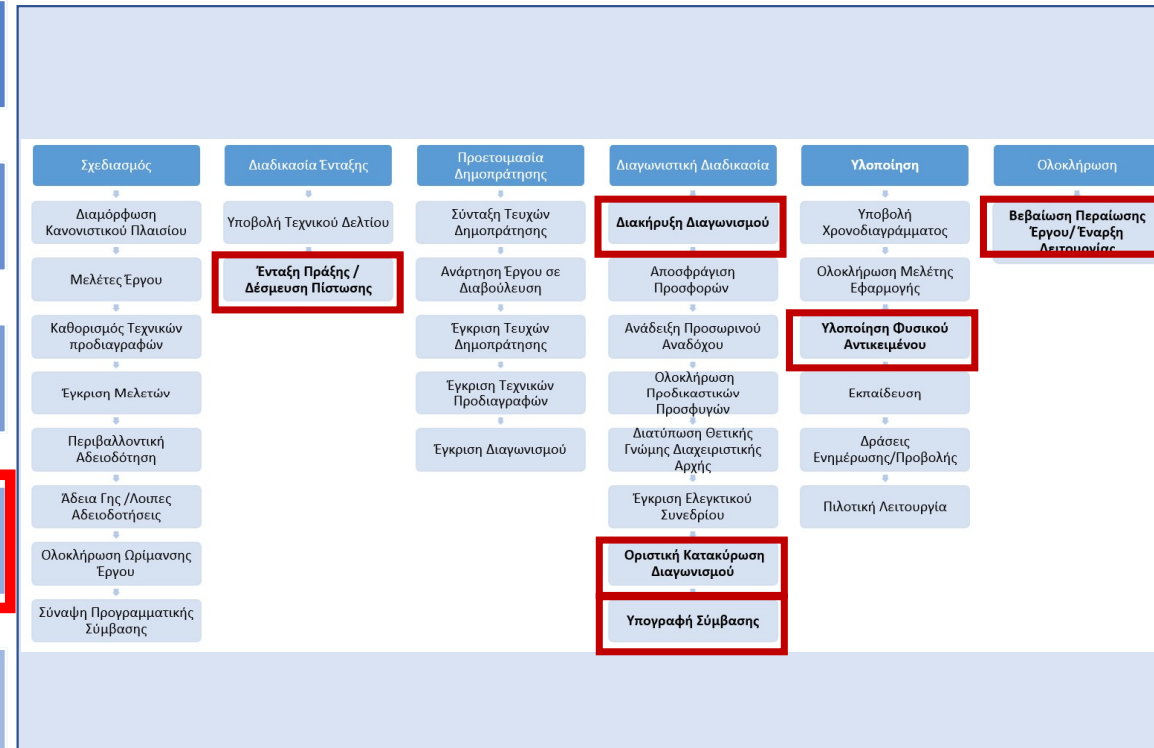 Σχεδιασμός
Διαμόρφωση
Κανονιστικού Πλαισίου
Μελέτες Έργου
Καθορισμός Τεχνικών
προδιαγραφών
Έγκριση Μελετών
Περιβαλλοντική
Αδειοδότηση
Άδεια Γης /Λοιπες
Αδειοδοτήσεις
Ολοκλήρωση Ωρίμανσης
Έργου
Σύναψη Προγραμματικής
Σύμβασης
Διαδικασία Ένταξης
Υποβολή Τεχνικού Δελτίου
Ένταξη Πράξης /
Δέσμευση Πίστωσης
Προετοιμασία
Δημοπράτησης
Σύνταξη Τευχών
Δημοπράτησης
Ανάρτηση Έργου σε
Διαβούλευση
Έγκριση Τευχών
Δημοπράτησης
Έγκριση Τεχνικών
Προδιαγραφών
Έγκριση Διαγωνισμού
Διαγωνιστική Διαδικασία
Διακήρυξη Διαγωνισμού
Αποσφράγιση
Προσφορών
Ανάδειξη Προσωρινού
Αναδόχου
Ολοκλήρωση
Προδικαστικών
Προσφυγών
Διατύπωση Θετικής
Γνώμης Διαχειριστικής
Αρχής
Έγκριση Ελεγκτικού
Συνεδρίου
Οριστική Κατακύρωση
Διαγωνισμού
Υπογραφή Σύμβασης
Υλοποίηση
Υποβολή
Χρονοδιαγράμματος
Ολοκλήρωση Μελέτης
Εφαρμογής
Υλοποίηση Φυσικού
Αντικειμένου
Εκπαίδευση
Δράσεις
Ενημέρωσης/Προβολής
Πιλοτική Λειτουργία
Ολοκλήρωση
Βεβαίωση Περαίωσης
Έργου/ Έναρξη
Λειτουργίας